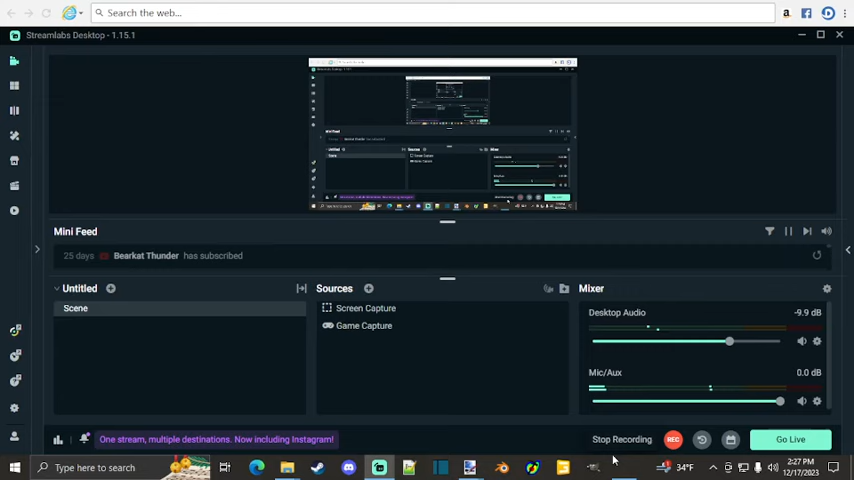 Search the web...
Streamlabs Desktop - 1.15.1
Mini Feed
25 days Bearkat Thunder has subscribed
Untitled
Sources
Mixer
Scene
Screen Capture
Game Capture
Desktop Audio -9.9 dB
Mic/Aux 0.0 dB
One stream, multiple destinations. Now including Instagram!
Stop Recording
REC
Go Live
Type here to search
34°F
2:27 PM
12/17/2023